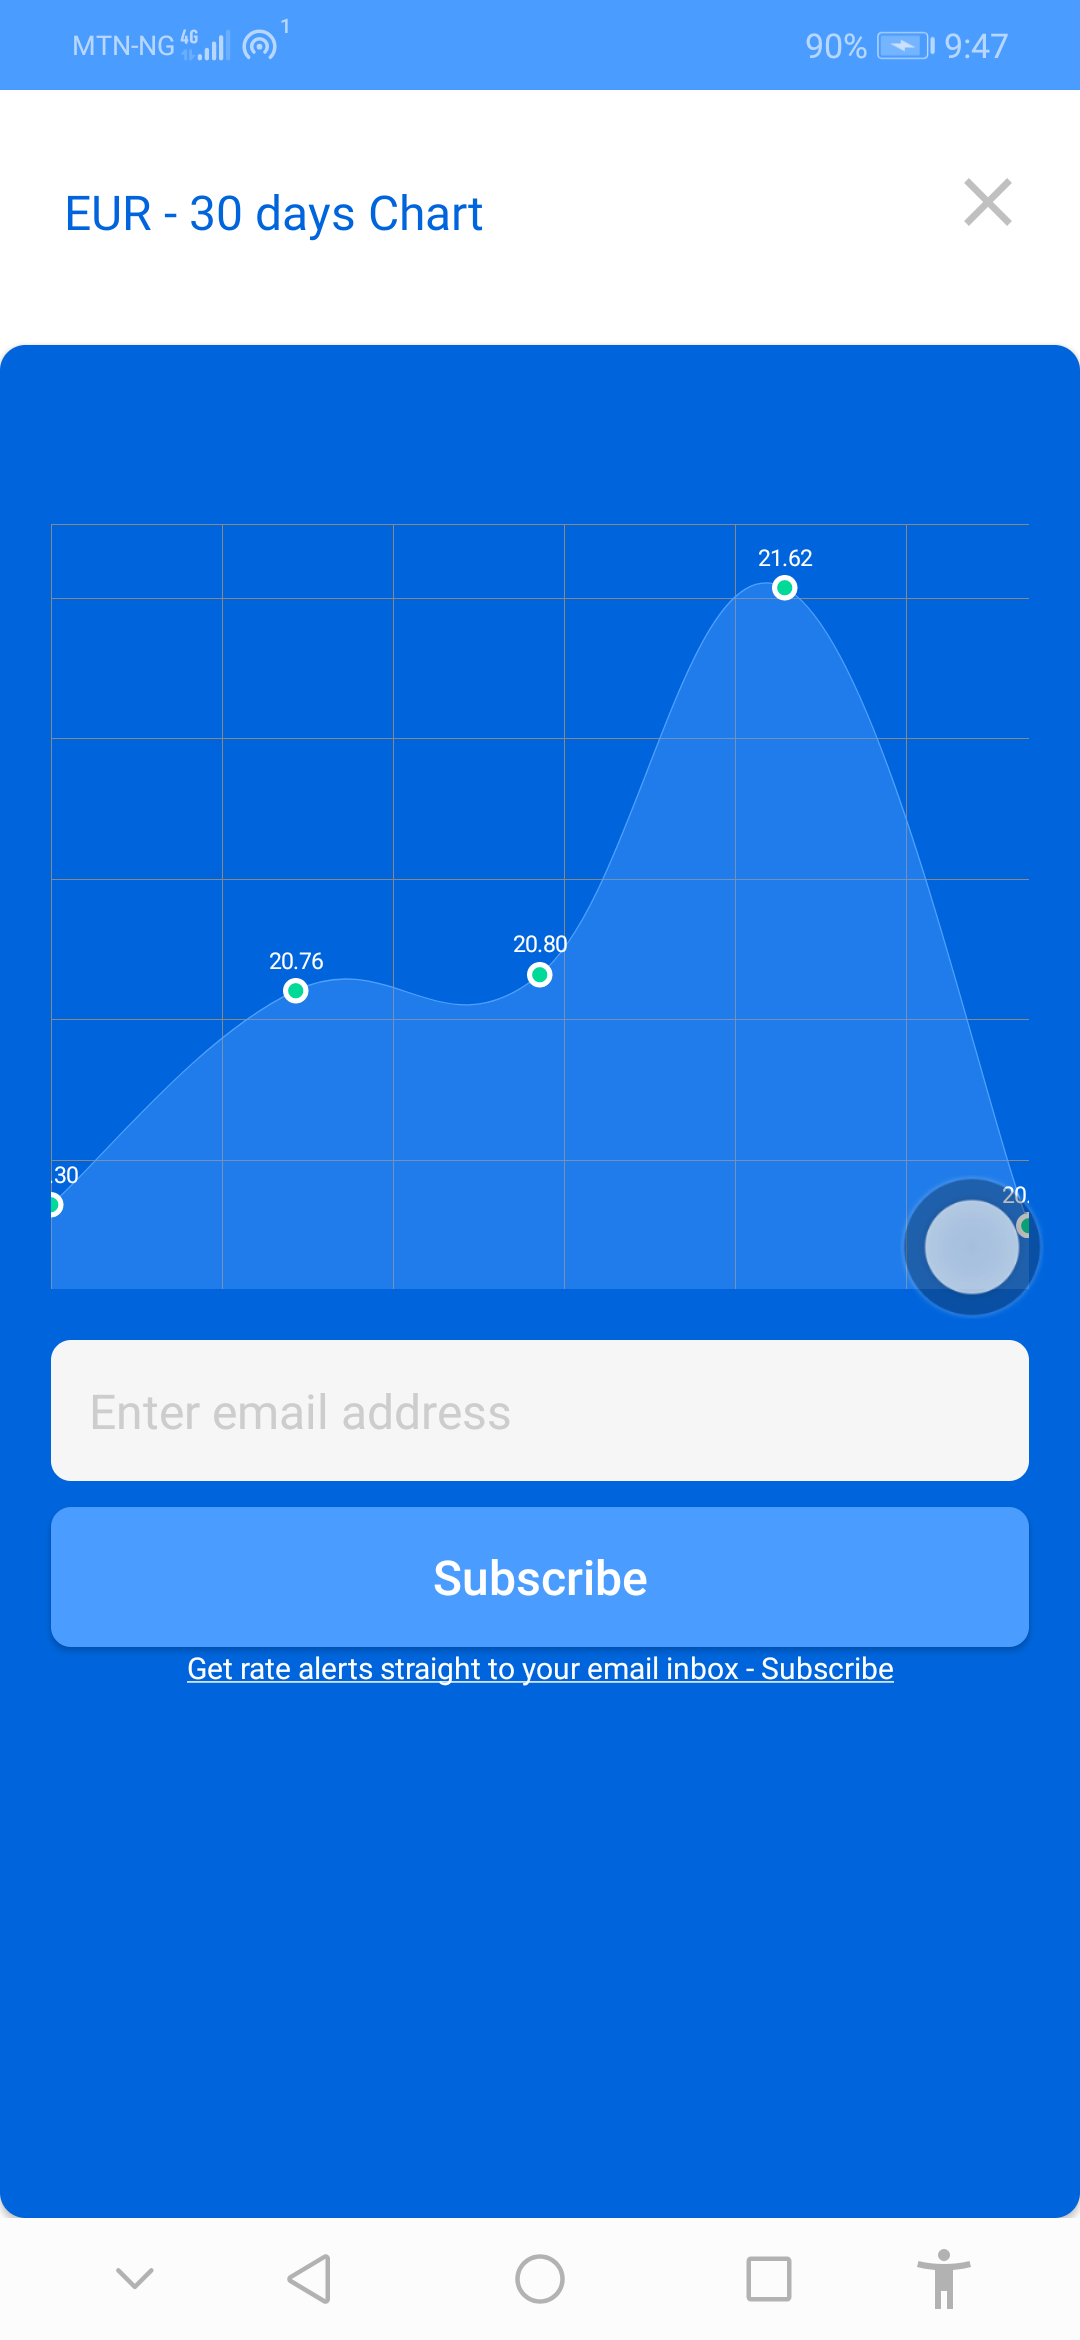 MTN-NG 4G 1 90% 9:47
EUR - 30 days Chart
21.62
20.80
20.76
.30
20.
Enter email address
Subscribe
Get rate alerts straight to your email inbox - Subscribe